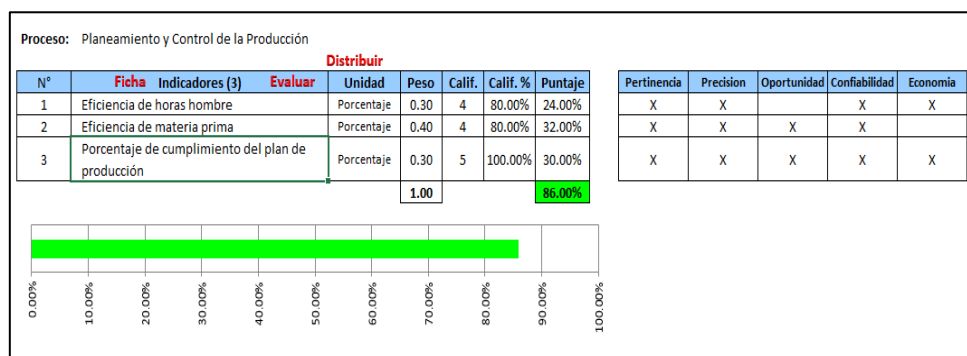 Proceso: Planeamiento y Control de la Producción
Distribuir
N° Ficha Indicadores (3) Evaluar Unidad Peso Calif. Calif. % Puntaje Pertinencia Precision Oportunidad Confiabilidad Economia
1 Eficiencia de horas hombre Porcentaje 0.30 4 80.00% 24.00% X X X X
2 Eficiencia de materia prima Porcentaje 0.40 4 80.00% 32.00% X X X X
3 Porcentaje de cumplimiento del plan de
producción Porcentaje 0.30 5 100.00% 30.00% X X X X X
1.00 86.00%
0.00% 10.00% 20.00% 30.00% 40.00% 50.00% 60.00% 70.00% 80.00% 90.00% 100.00%